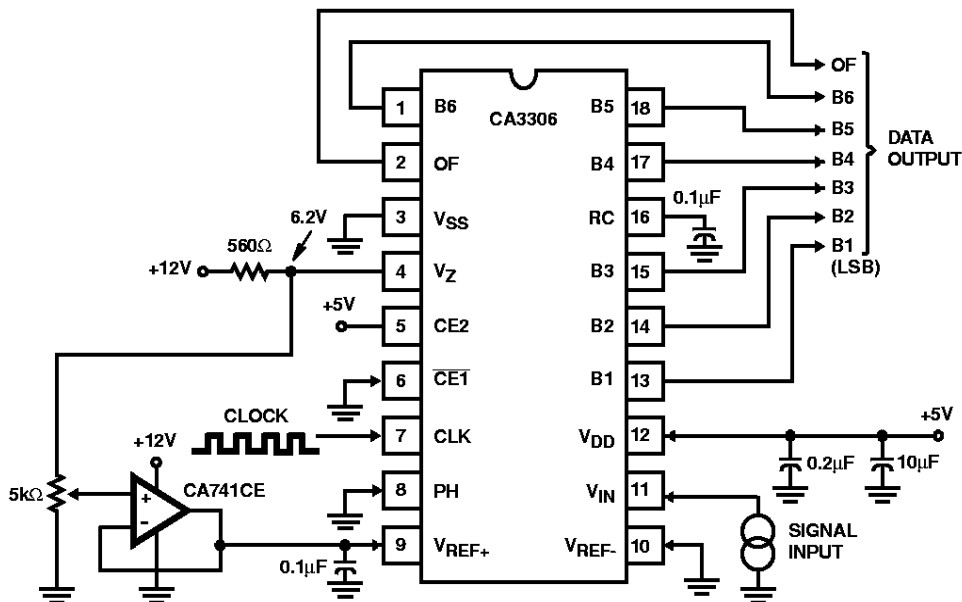 OF
B6
B5
B4
B3
B2
B1
(LSB)
DATA
OUTPUT
CA3306
1 B6
2 OF
3 VSS
4 VZ
5 CE2
6 CE1
7 CLK
8 PH
9 VREF+
B5 18
B4 17
RC 16
B3 15
B2 14
B1 13
VDD 12
VIN 11
VREF- 10
6.2V
560Ω
+12V
+5V
CLOCK
+12V
CA741CE
5kΩ
+
-
0.1µF
0.1µF
+5V
0.2µF
10µF
SIGNAL
INPUT